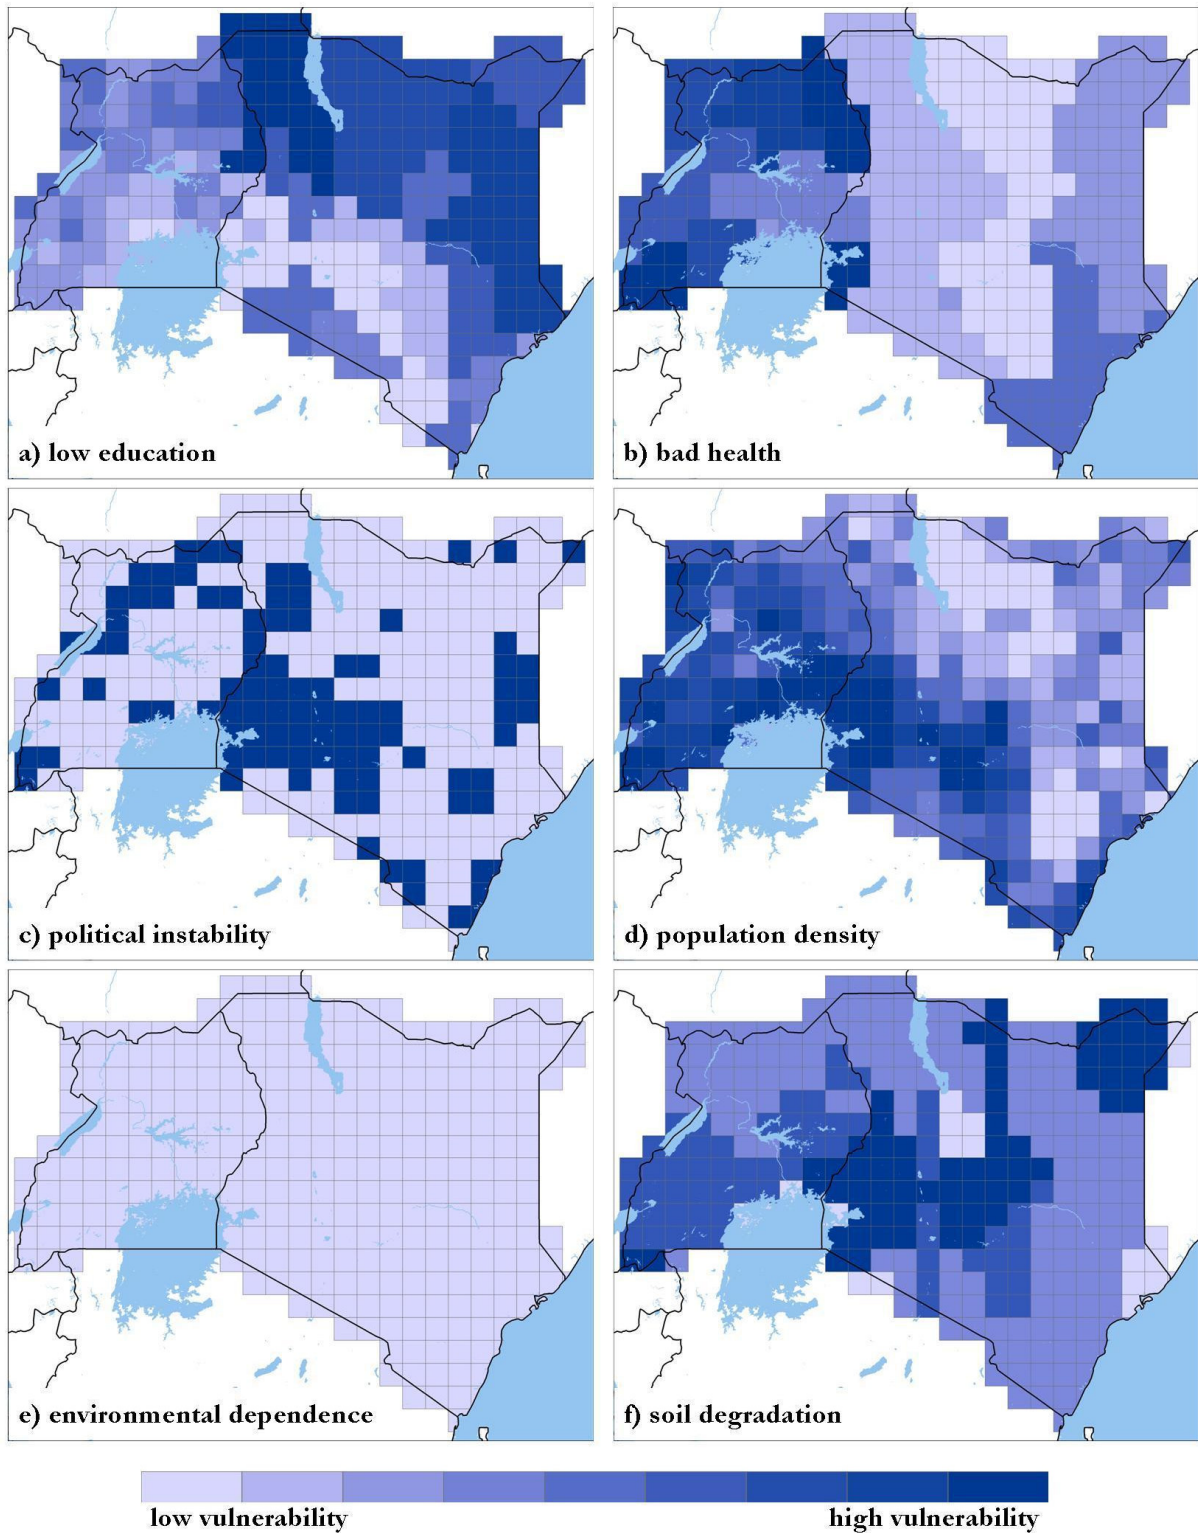 a) low education
b) bad health
c) political instability
d) population density
e) environmental dependence
f) soil degradation
low vulnerability
high vulnerability